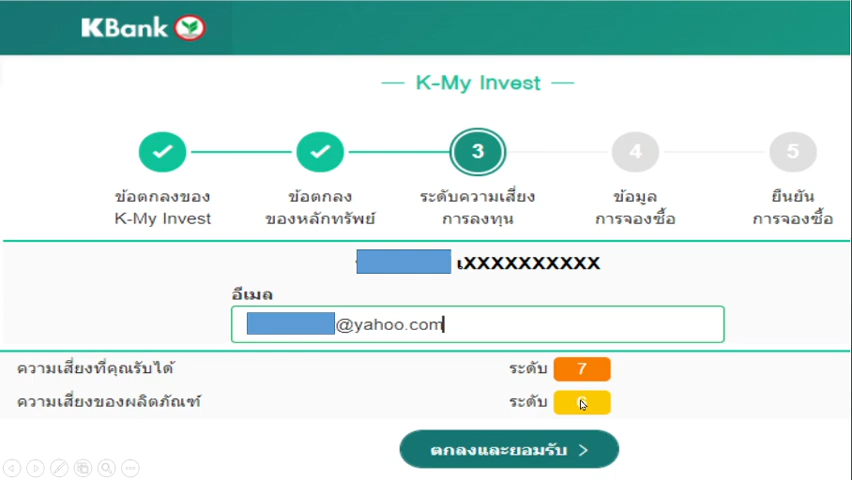 KBank
K-My Invest
3
4
5
ข้อตกลงของ
K-My Invest
ข้อตกลง
ของหลักทรัพย์
ระดับความเสี่ยง
การลงทุน
ข้อมูล
การจองซื้อ
ยืนยัน
การจองซื้อ
เXXXXXXXXXX
อีเมล
@yahoo.com
ความเสี่ยงที่คุณรับได้ ระดับ 7
ความเสี่ยงของผลิตภัณฑ์ ระดับ
ตกลงและยอมรับ